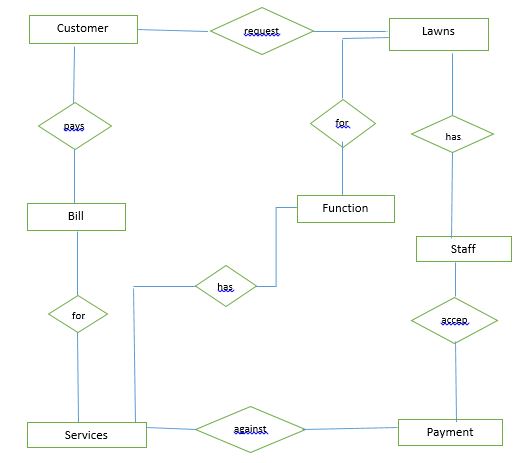 Customer
request
Lawns
pays
for
has
Bill
Function
Staff
has
for
accep
Services
against
Payment